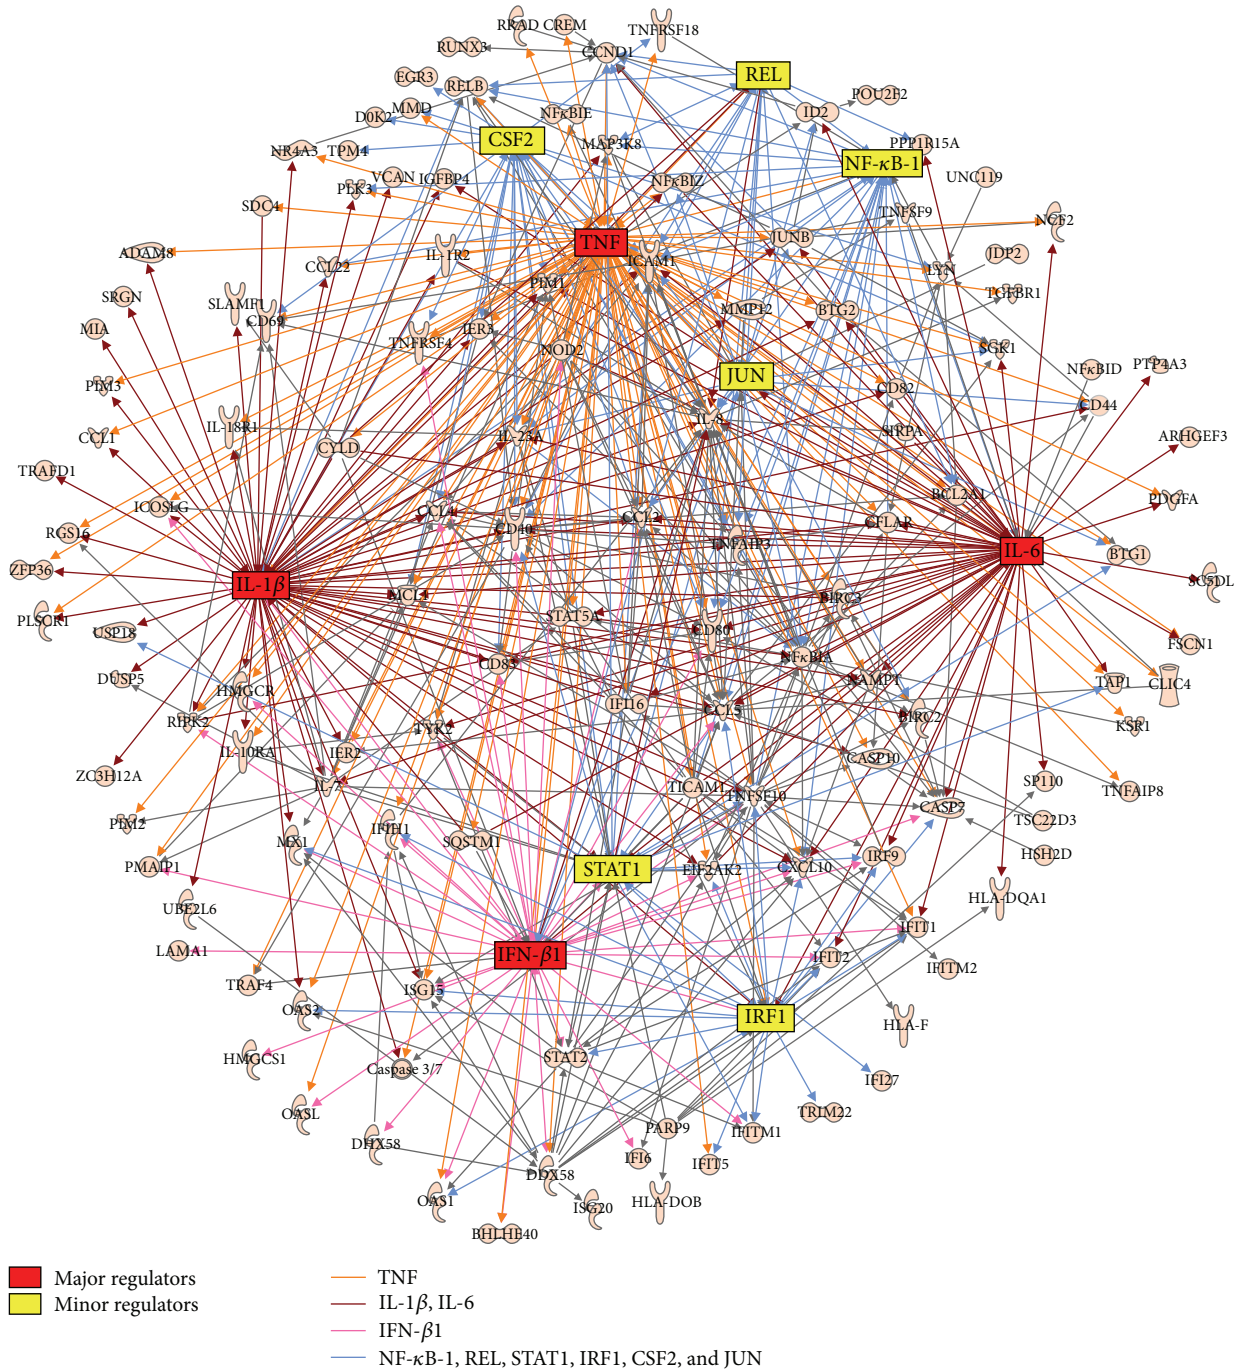 RRAD CREM
TNFRSF18
RUNX3
CCND1
REL
EGR3
RELB
POU2F2
MMD
NFκBIE
ID2
D0K2
CSF2
MAP3K8
PPP1R15A
NR4A3
TPM4
NF-κB-1
VCAN
IGFBP4
UNC119
PLK3
NFκBIZ
SDC4
TNFSF9
NCF2
TNF
JUNB
ADAM8
IL-1R2
ICAM1
JDP2
CCL22
LYN
PIM1
TGFBR1
SRGN
SLAMF1
CD69
MMP12
BTG2
MIA
IER3
TNFRSF4
NOD2
SGK1
PTP4A3
NFκBID
PIM3
JUN
CD82
CD44
IL-8
CCL1
IL-18R1
IL-23A
SIRPA
ARHGEF3
CYLD
TRAFD1
BCL2A1
PDGFA
ICOSLG
CCL4
CCL2
CFLAR
RGS16
CD40
TNFAIP3
IL-6
BTG1
ZFP36
IL-1β
SC5DL
MCL1
BIRC3
PLSCR1
STAT5A
USP18
CD80
FSCN1
CD83
NFκBIA
DUSP5
HMGCR
NAMPT
TAP1
CLIC4
IFI16
CCL5
RIPK2
TYK2
BIRC2
KSR1
IL-10RA
IER2
CASP10
ZC3H12A
IL-7
TICAM1
TNFSF10
SP110
TNFAIP8
CASP7
PIM2
IFIH1
TSC22D3
MX1
SQSTM1
HSH2D
PMAIP1
STAT1
EIF2AK2
CXCL10
IRF9
UBE2L6
HLA-DQA1
IFIT1
LAMA1
IFN-β1
IFIT2
IFITM2
TRAF4
ISG15
OAS2
IRF1
HLA-F
HMGCS1
STAT2
Caspase 3/7
IFI27
OASL
TRIM22
PARP9
IFITM1
DHX58
IFI6
IFIT5
DDX58
OAS1
ISG20
HLA-DOB
BHLHE40
Major regulators
Minor regulators
TNF
IL-1β, IL-6
IFN-β1
NF-κB-1, REL, STAT1, IRF1, CSF2, and JUN